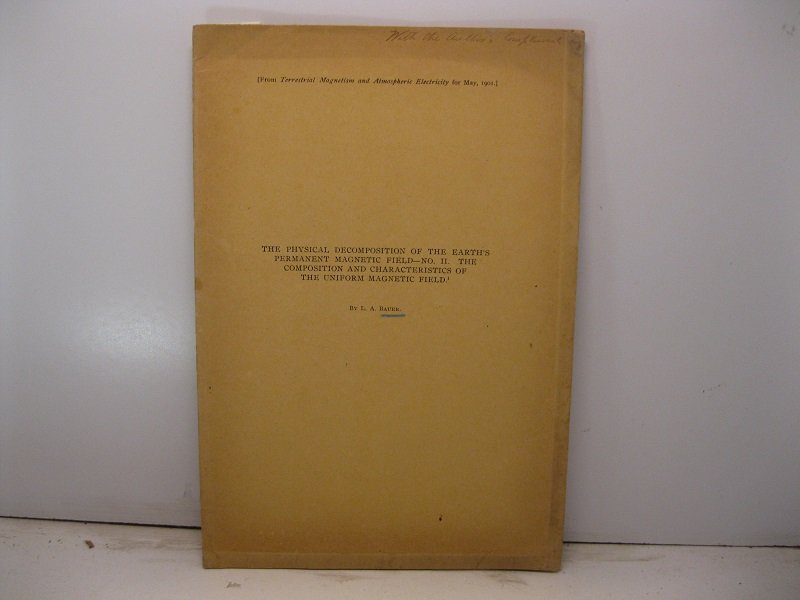 With the Author's Compliments
[From Terrestrial Magnetism and Atmospheric Electricity for May, 1901.]
THE PHYSICAL DECOMPOSITION OF THE EARTH'S
PERMANENT MAGNETIC FIELD—NO. II. THE
COMPOSITION AND CHARACTERISTICS OF
THE UNIFORM MAGNETIC FIELD.¹
BY L. A. BAUER.